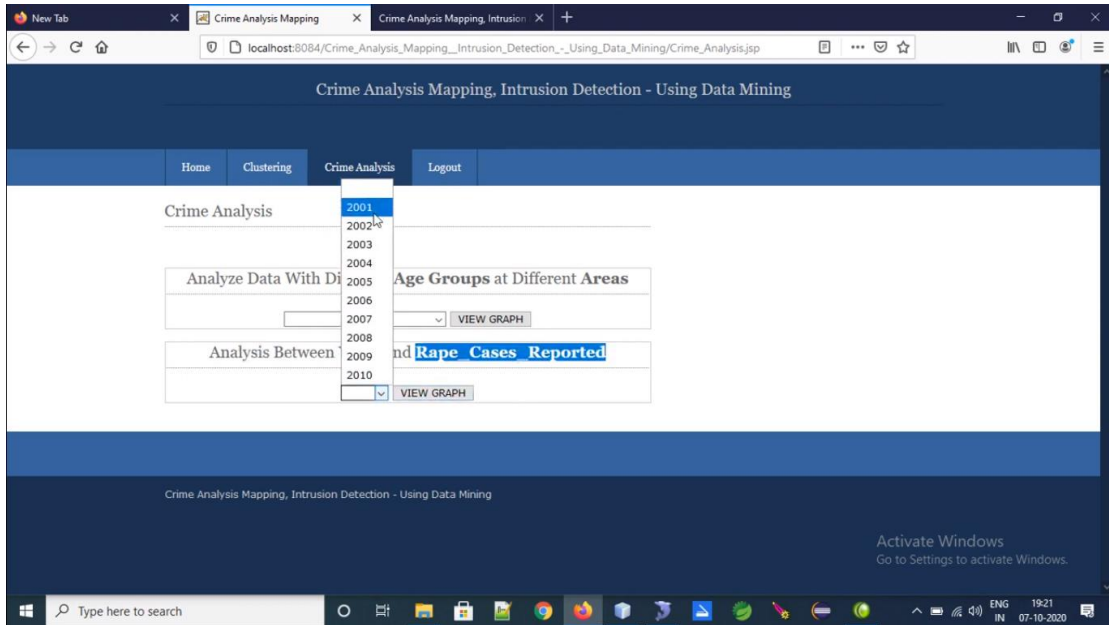 New Tab
Crime Analysis Mapping
Crime Analysis Mapping, Intrusion
localhost:8084/Crime_Analysis_Mapping__Intrusion_Detection_-_Using_Data_Mining/Crime_Analysis.jsp
Crime Analysis Mapping, Intrusion Detection - Using Data Mining
Home Clustering Crime Analysis Logout
Crime Analysis
2001
2002
2003
2004
2005
2006
2007
2008
2009
2010
Analyze Data With Di Age Groups at Different Areas
VIEW GRAPH
Analysis Between nd Rape_Cases_Reported
VIEW GRAPH
Crime Analysis Mapping, Intrusion Detection - Using Data Mining
Activate Windows
Go to Settings to activate Windows.
Type here to search
ENG
IN
19:21
07-10-2020